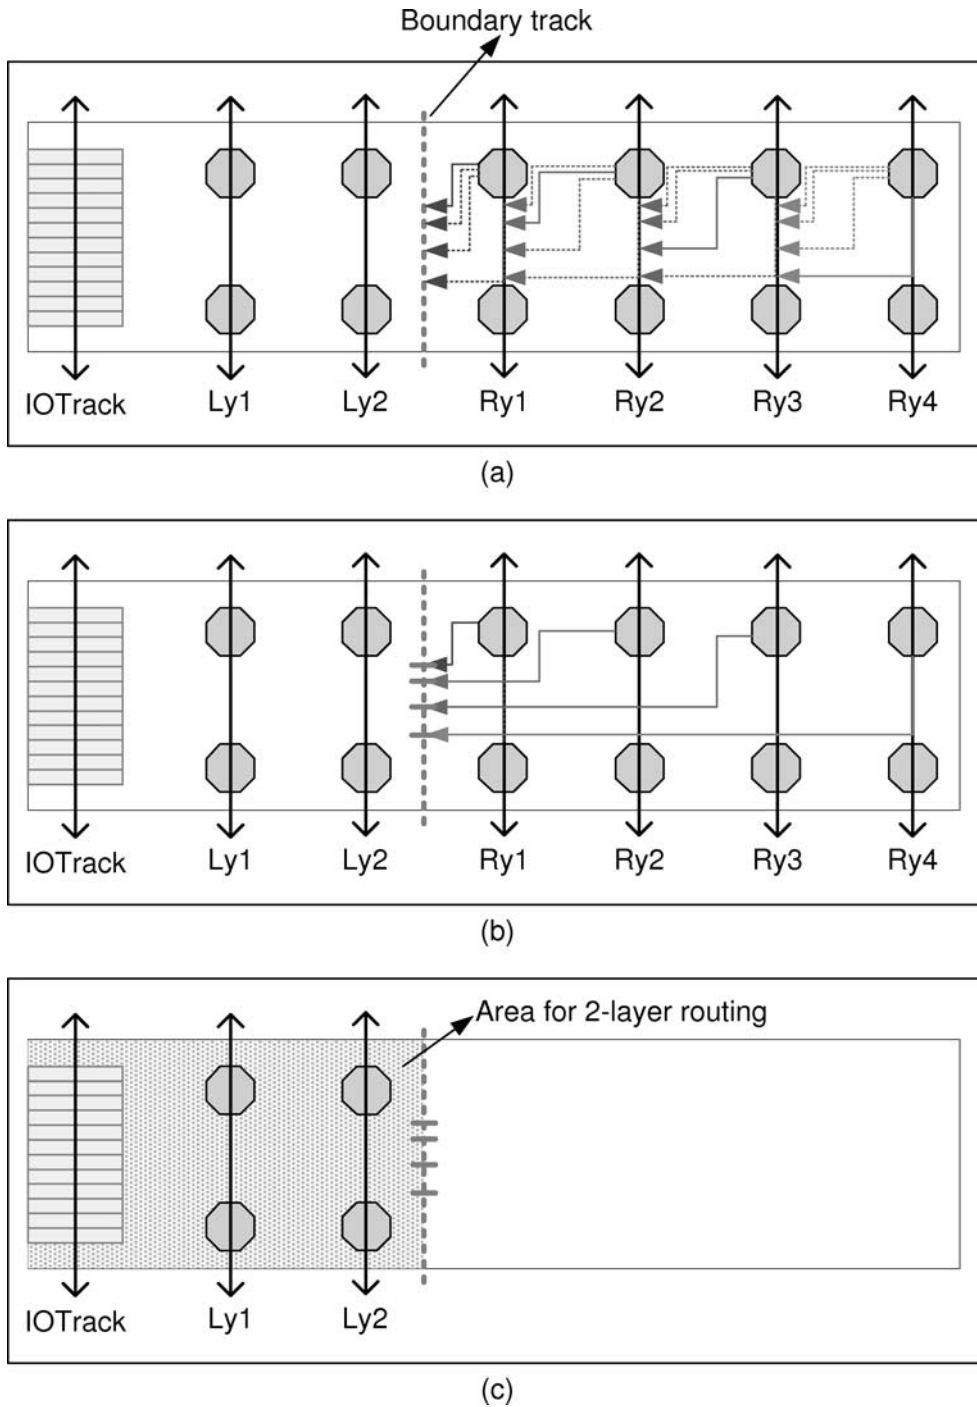 Boundary track
IOTrack Ly1 Ly2 Ry1 Ry2 Ry3 Ry4
(a)
IOTrack Ly1 Ly2 Ry1 Ry2 Ry3 Ry4
(b)
Area for 2-layer routing
IOTrack Ly1 Ly2
(c)